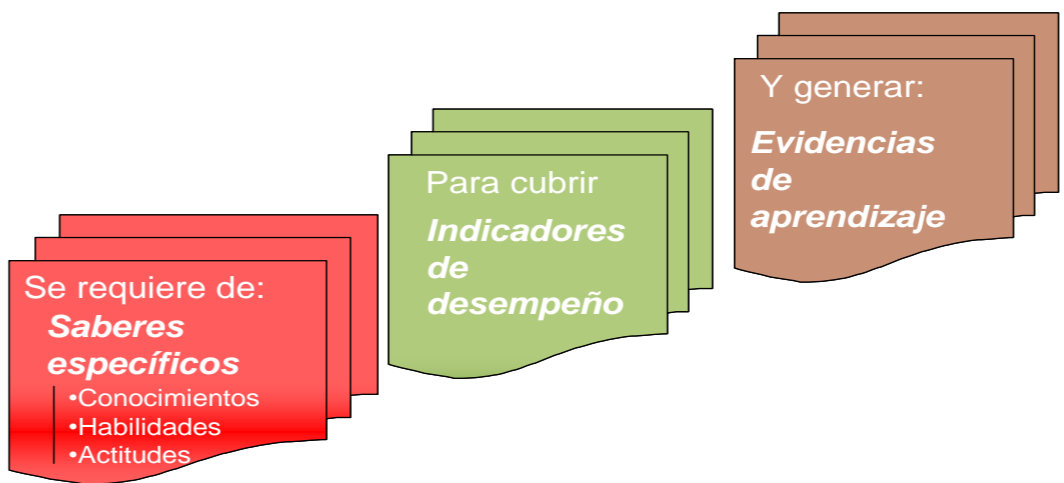 Se requiere de:
Saberes
específicos
•Conocimientos
•Habilidades
•Actitudes
Para cubrir
Indicadores
de
desempeño
Y generar:
Evidencias
de
aprendizaje